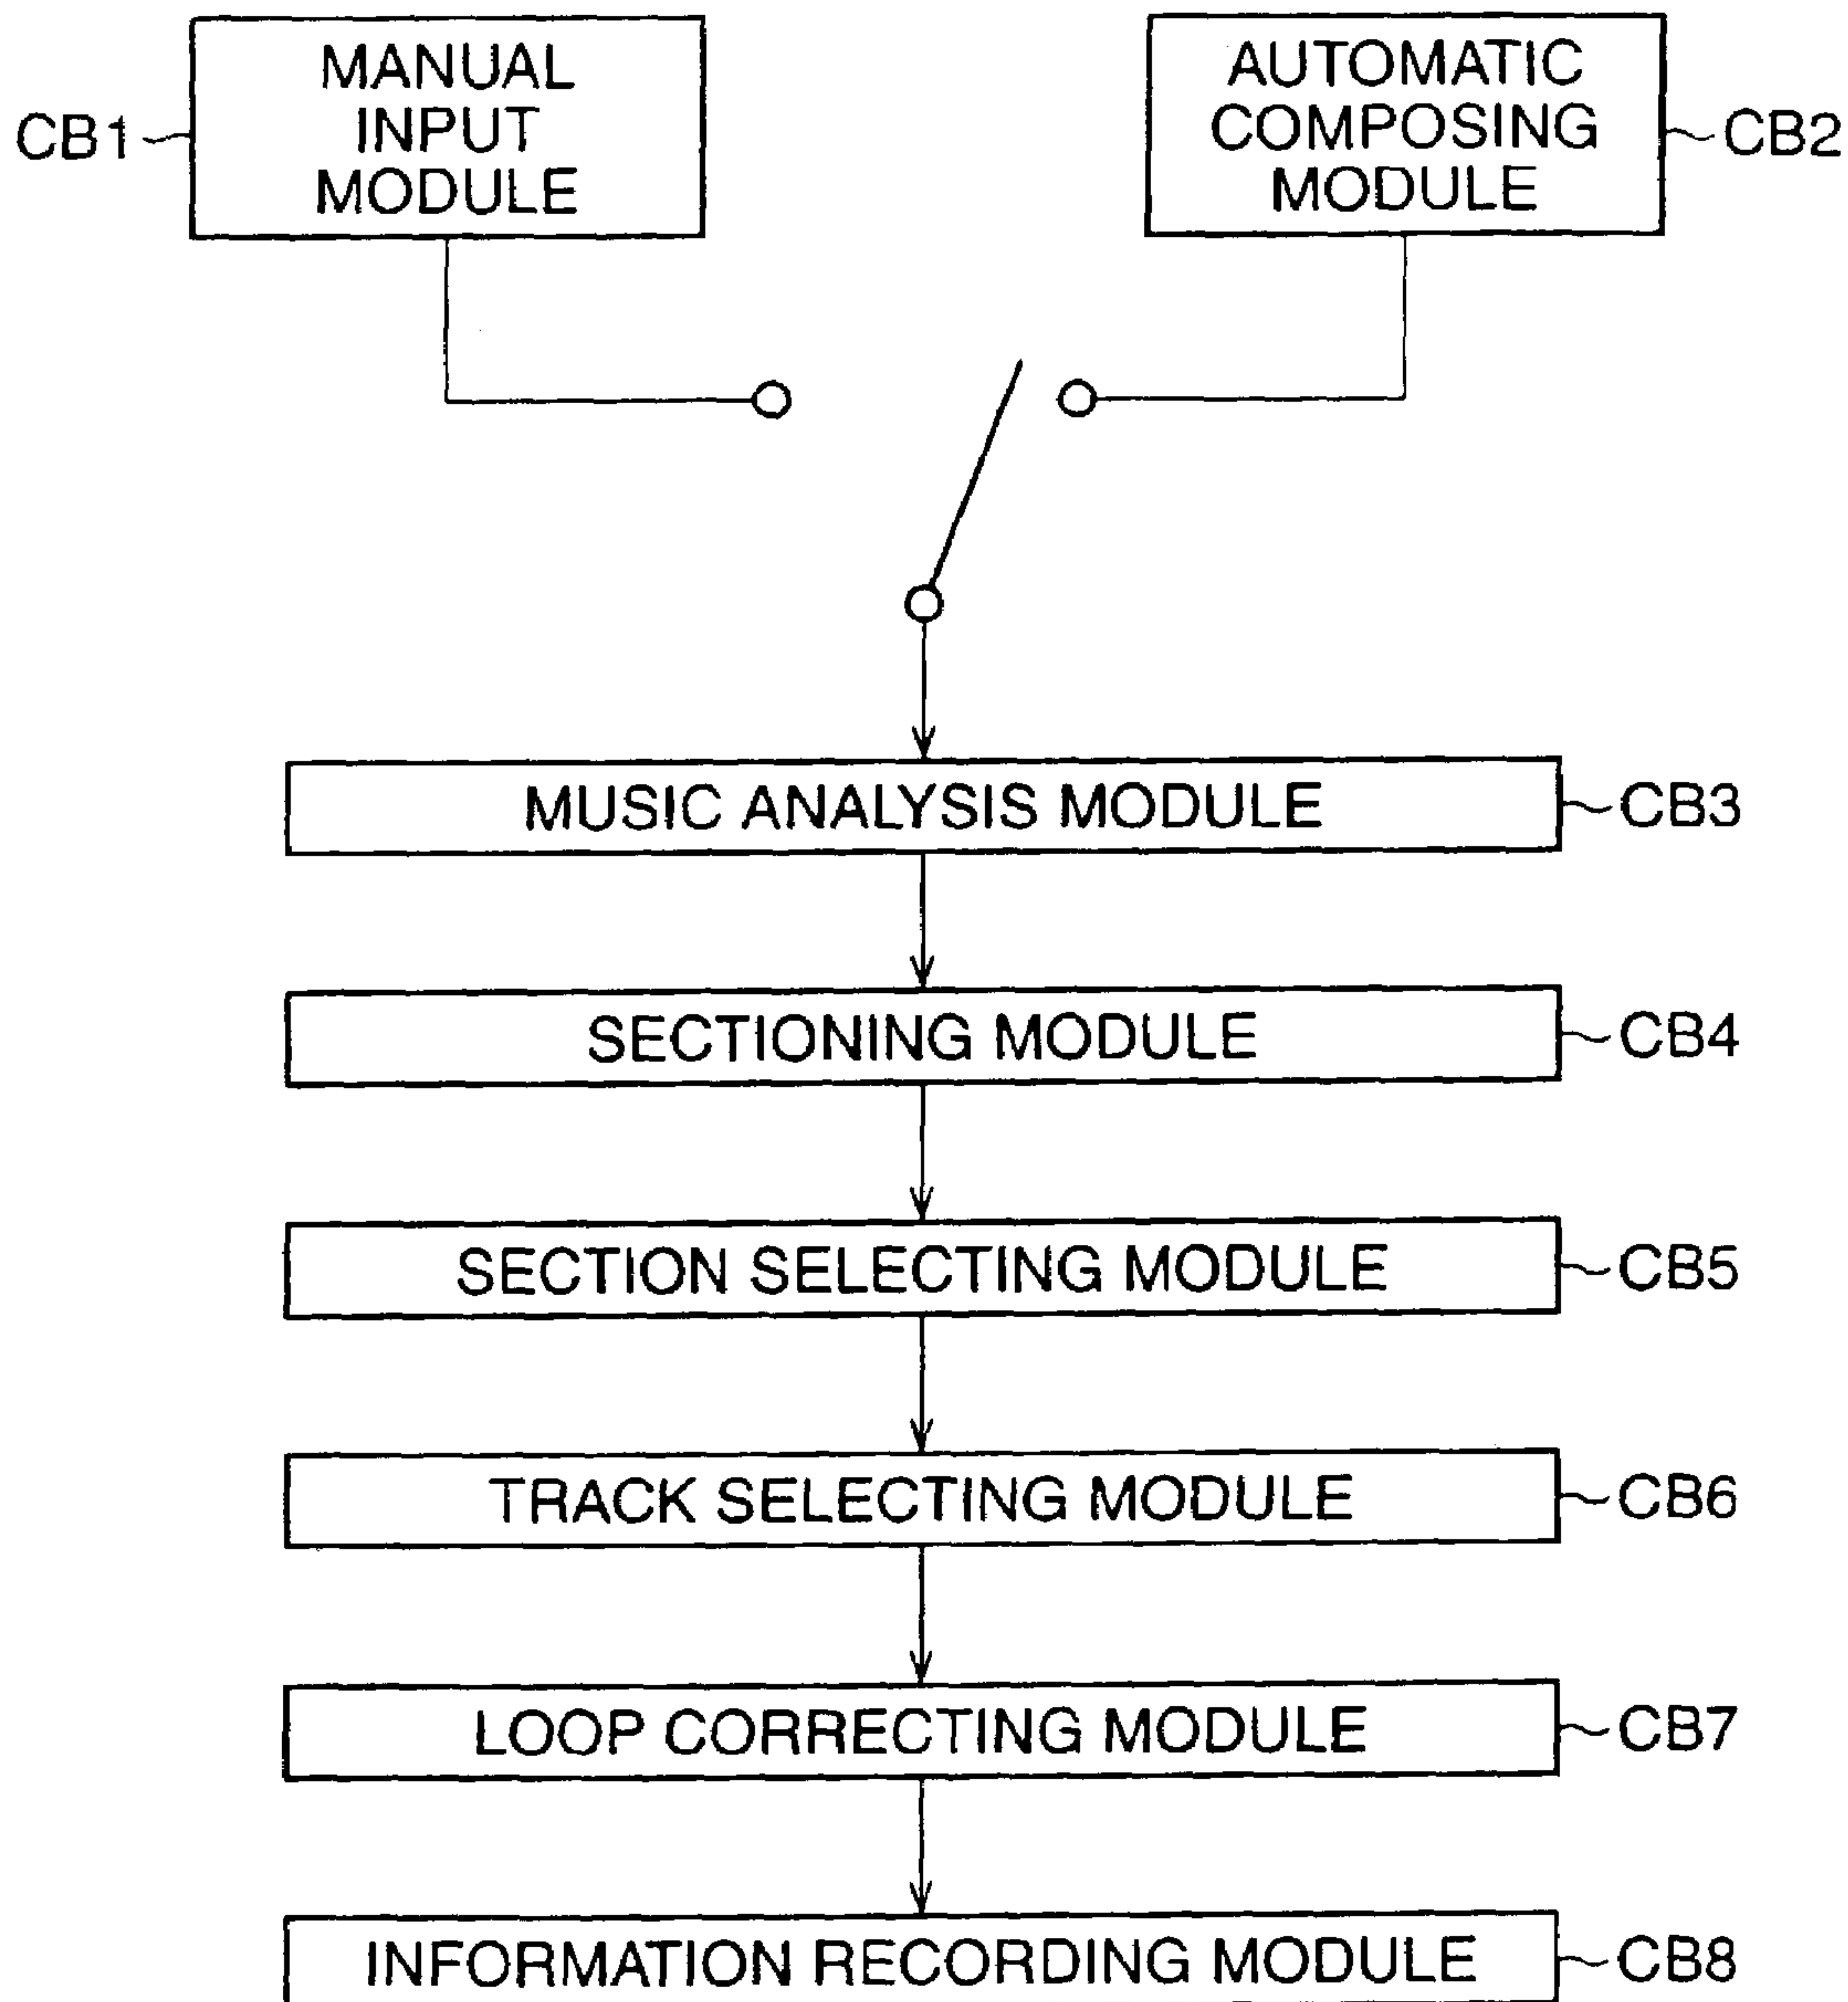 MANUAL
INPUT
MODULE
CB1
AUTOMATIC
COMPOSING
MODULE
CB2
MUSIC ANALYSIS MODULE
CB3
SECTIONING MODULE
CB4
SECTION SELECTING MODULE
CB5
TRACK SELECTING MODULE
CB6
LOOP CORRECTING MODULE
CB7
INFORMATION RECORDING MODULE
CB8